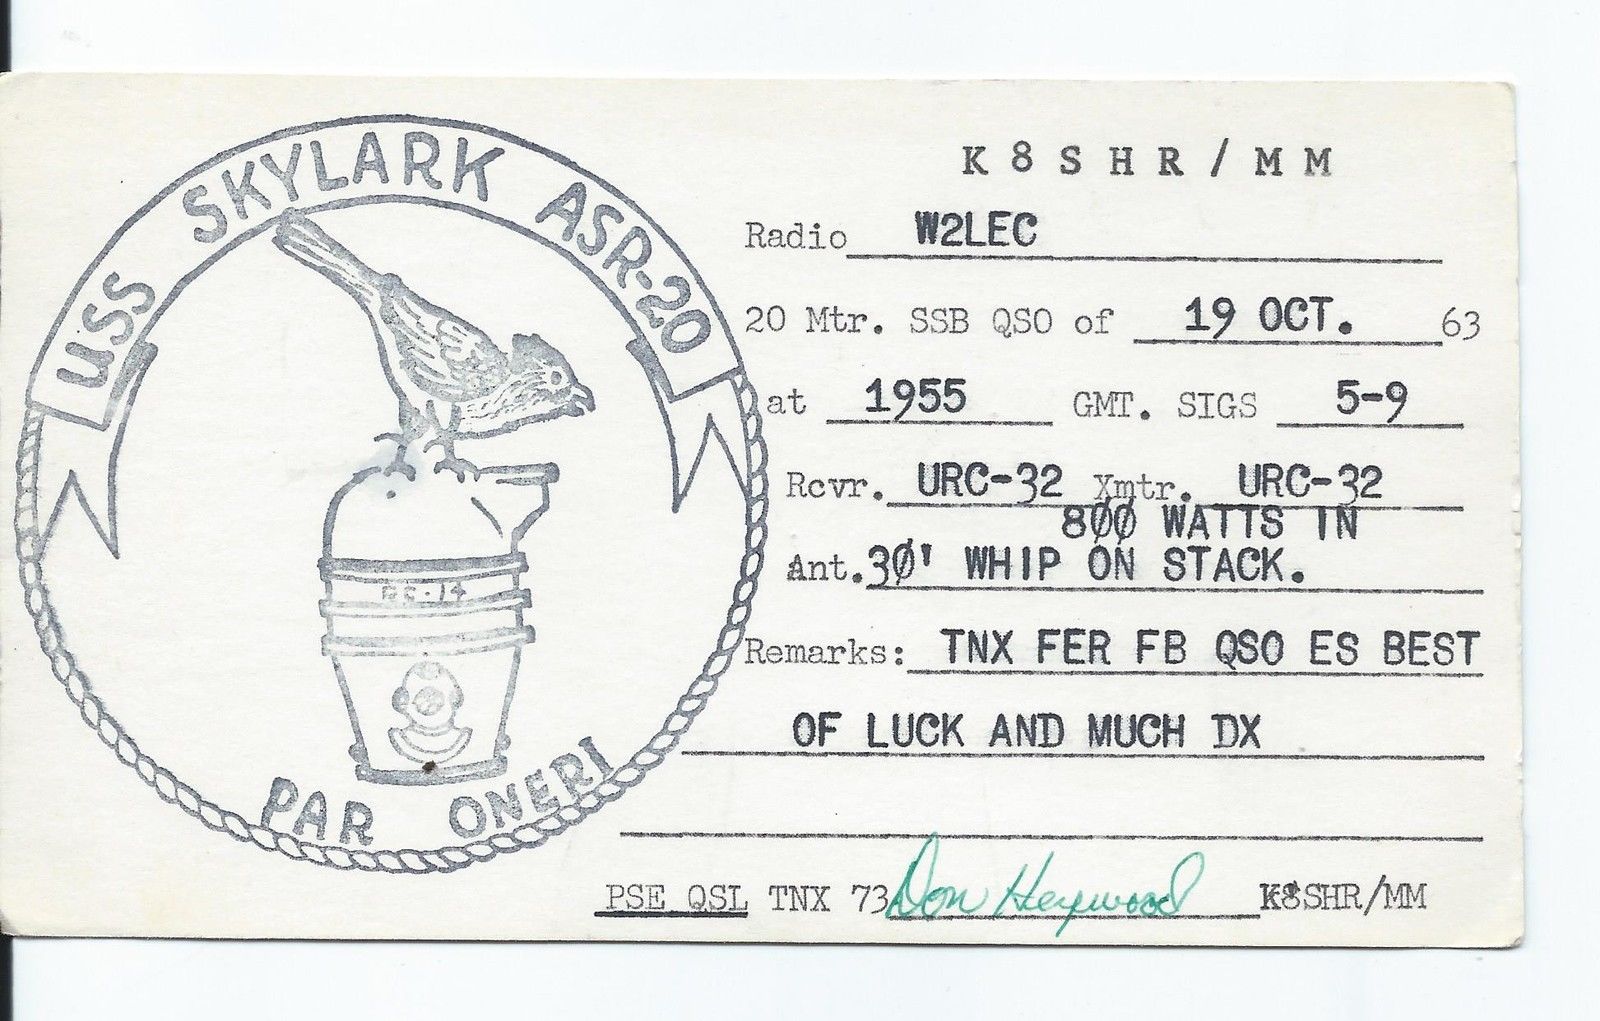 USS SKYLARK ASR-20
PAR ONERI
K8SHR/MM
Radio W2LEC
20 Mtr. SSB QSO of 19 OCT. 63
at 1955 GMT. SIGS 5-9
Rcvr. URC-32 Xmtr. URC-32
8ØØ WATTS IN
Ant. 3Ø' WHIP ON STACK.
Remarks: TNX FER FB QSO ES BEST
OF LUCK AND MUCH DX
PSE QSL TNX 73 Don Heywood K8SHR/MM